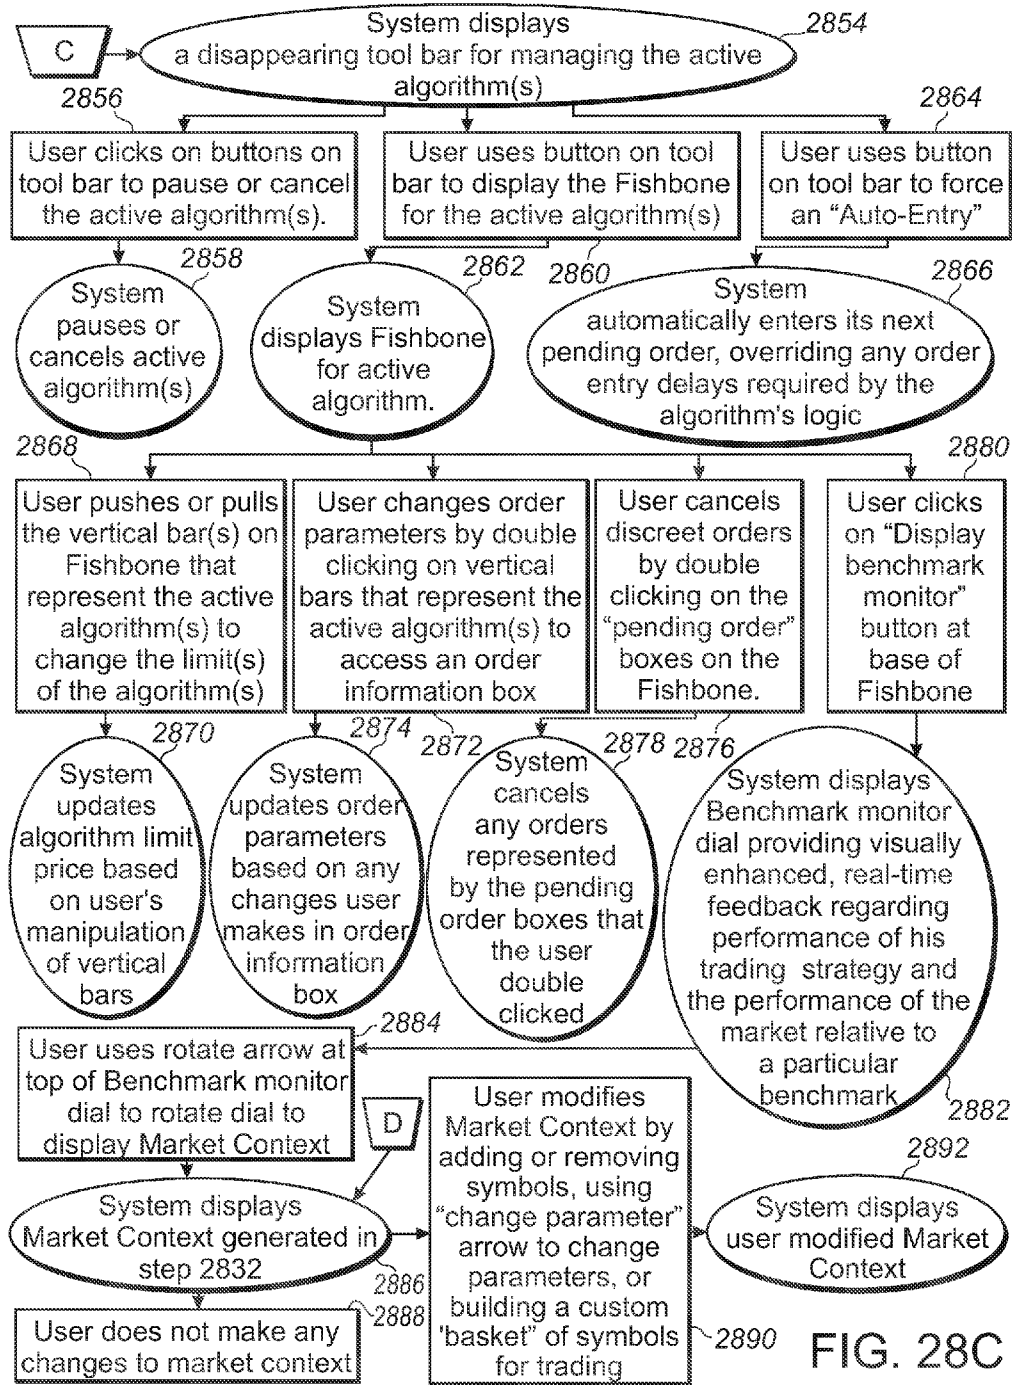 C
System displays
a disappearing tool bar for managing the active
algorithm(s)
2854
2856
User clicks on buttons on
tool bar to pause or cancel
the active algorithm(s).
User uses button on tool
bar to display the Fishbone
for the active algorithm(s)
2860
2864
User uses button
on tool bar to force
an “Auto-Entry”
2858
System
pauses or
cancels active
algorithm(s)
2862
System
displays Fishbone
for active
algorithm.
2866
System
automatically enters its next
pending order, overriding any order
entry delays required by the
algorithm's logic
2868
User pushes or pulls
the vertical bar(s) on
Fishbone that
represent the active
algorithm(s) to
change the limit(s)
of the algorithm(s)
User changes order
parameters by double
clicking on vertical
bars that represent the
active algorithm(s) to
access an order
information box
2872
User cancels
discreet orders
by double
clicking on the
“pending order”
boxes on the
Fishbone.
2876
2880
User clicks
on “Display
benchmark
monitor”
button at
base of
Fishbone
2870
System
updates
algorithm limit
price based
on user's
manipulation
of vertical
bars
2874
System
updates order
parameters
based on any
changes user
makes in order
information
box
2878
System
cancels
any orders
represented
by the pending
order boxes that
the user
double
clicked
System displays
Benchmark monitor
dial providing visually
enhanced, real-time
feedback regarding
performance of his
trading strategy and
the performance of the
market relative to
a particular
benchmark
2882
2884
User uses rotate arrow at
top of Benchmark monitor
dial to rotate dial to
display Market Context
D
System displays
Market Context generated in
step 2832
2886
2888
User does not make any
changes to market context
User modifies
Market Context by
adding or removing
symbols, using
“change parameter”
arrow to change
parameters, or
building a custom
'basket” of symbols
for trading
2890
2892
System displays
user modified Market
Context
FIG. 28C